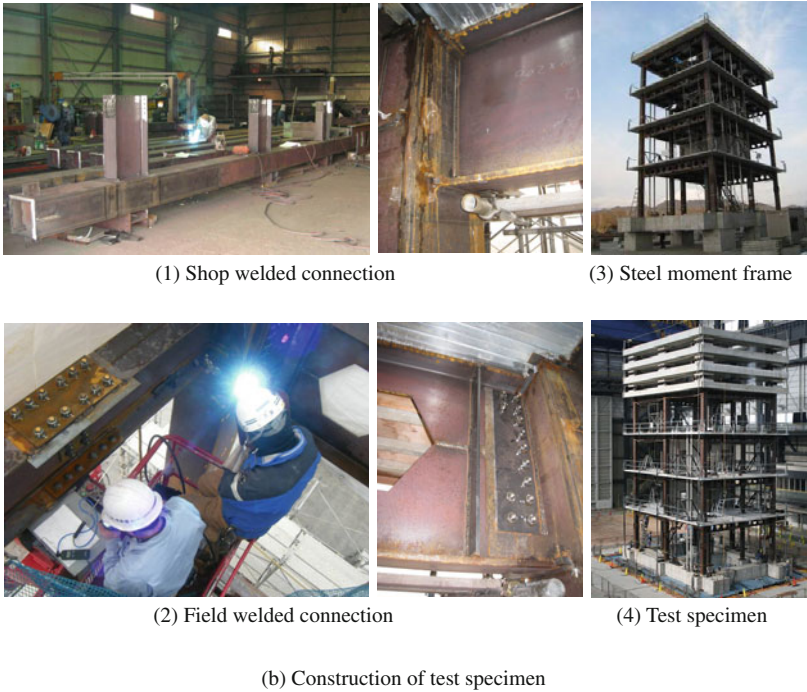 (1) Shop welded connection
(3) Steel moment frame
(2) Field welded connection
(4) Test specimen
(b) Construction of test specimen